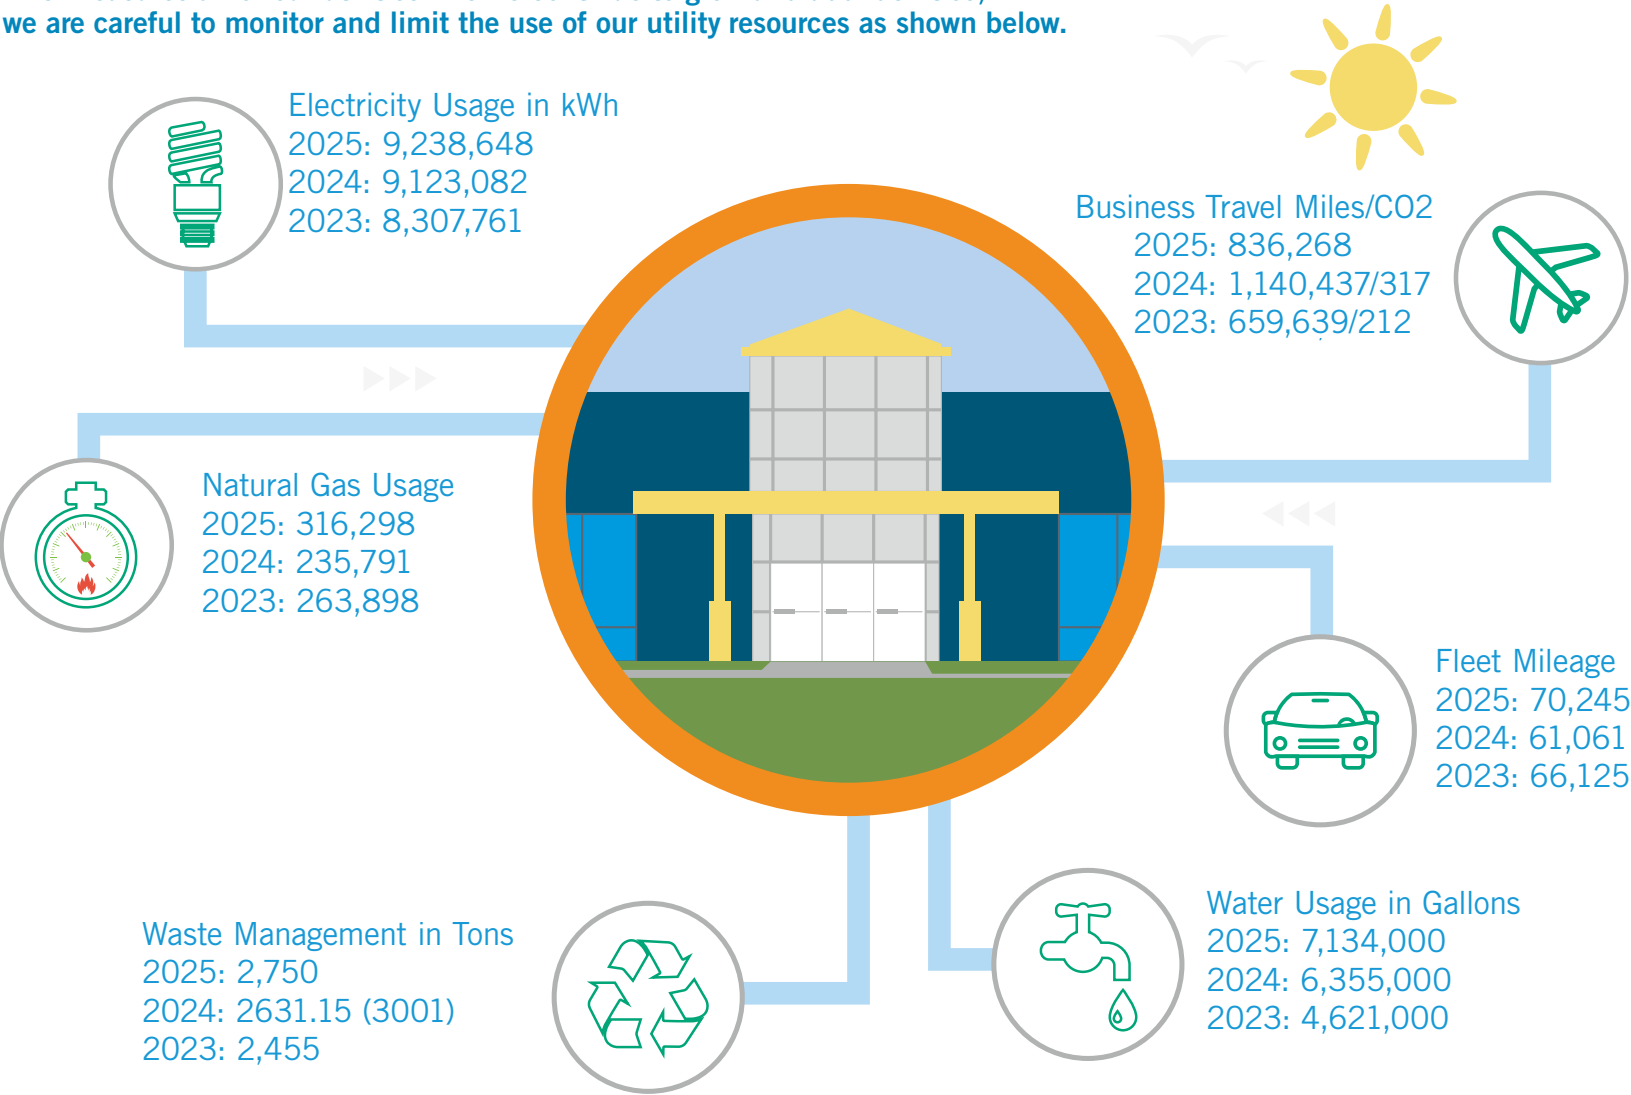 we are careful to monitor and limit the use of our utility resources as shown below.
Electricity Usage in kWh
2025: 9,238,648
2024: 9,123,082
2023: 8,307,761
Business Travel Miles/CO2
2025: 836,268
2024: 1,140,437/317
2023: 659,639/212
Natural Gas Usage
2025: 316,298
2024: 235,791
2023: 263,898
Fleet Mileage
2025: 70,245
2024: 61,061
2023: 66,125
Waste Management in Tons
2025: 2,750
2024: 2631.15 (3001)
2023: 2,455
Water Usage in Gallons
2025: 7,134,000
2024: 6,355,000
2023: 4,621,000